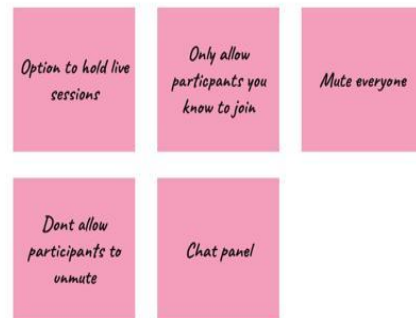 Option to hold live
sessions
Only allow
particpants you
know to join
Mute everyone
Dont allow
participants to
unmute
Chat panel